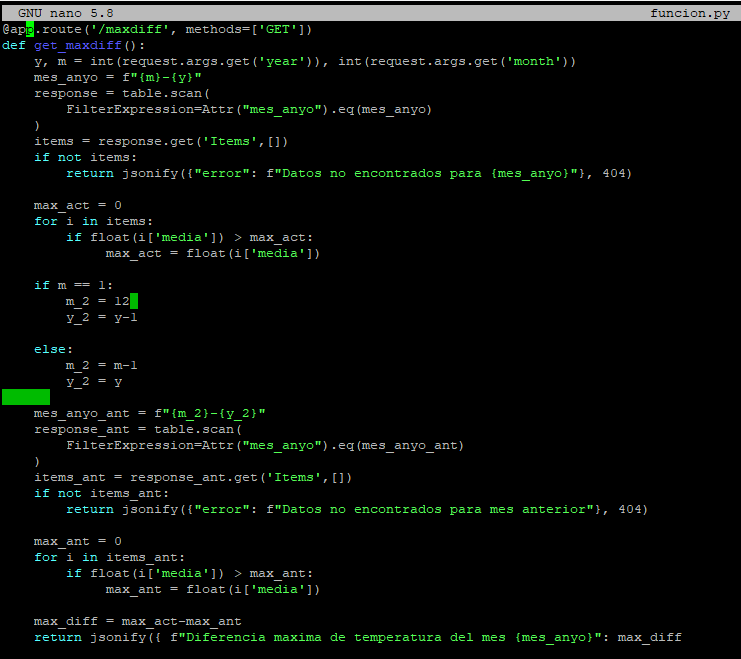 GNU nano 5.8 funcion.py
@app.route('/maxdiff', methods=['GET'])
def get_maxdiff():
    y, m = int(request.args.get('year')), int(request.args.get('month'))
    mes_anyo = f"{m}-{y}"
    response = table.scan(
        FilterExpression=Attr("mes_anyo").eq(mes_anyo)
    )
    items = response.get('Items',[])
    if not items:
        return jsonify({"error": f"Datos no encontrados para {mes_anyo}"}, 404)

    max_act = 0
    for i in items:
        if float(i['media']) > max_act:
             max_act = float(i['media'])

    if m == 1:
        m_2 = 12
        y_2 = y-1

    else:
        m_2 = m-1
        y_2 = y

    mes_anyo_ant = f"{m_2}-{y_2}"
    response_ant = table.scan(
        FilterExpression=Attr("mes_anyo").eq(mes_anyo_ant)
    )
    items_ant = response_ant.get('Items',[])
    if not items_ant:
        return jsonify({"error": f"Datos no encontrados para mes anterior"}, 404)

    max_ant = 0
    for i in items_ant:
        if float(i['media']) > max_ant:
             max_ant = float(i['media'])

    max_diff = max_act-max_ant
    return jsonify({ f"Diferencia maxima de temperatura del mes {mes_anyo}": max_diff